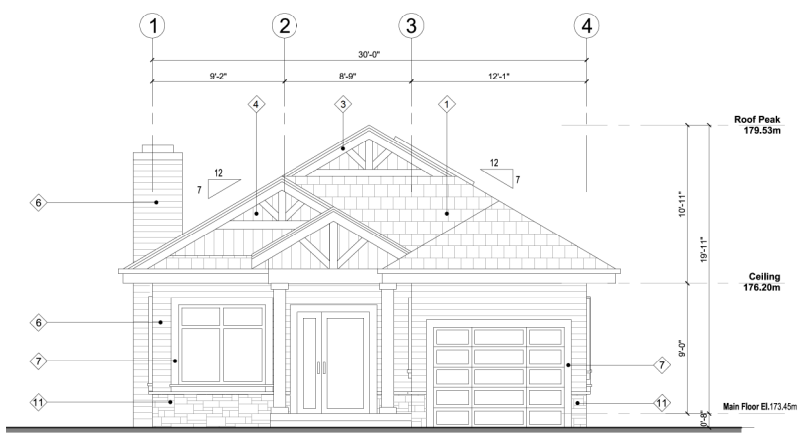 1 2 3 4
30'-0"
9'-2" 8'-9" 12'-1"
4 3 1
Roof Peak
179.53m
12
7
12
7
6
10'-11"
19'-11"
Ceiling
176.20m
6
9'-0"
7
7
11
11
Main Floor El.173.45m
0'-8"